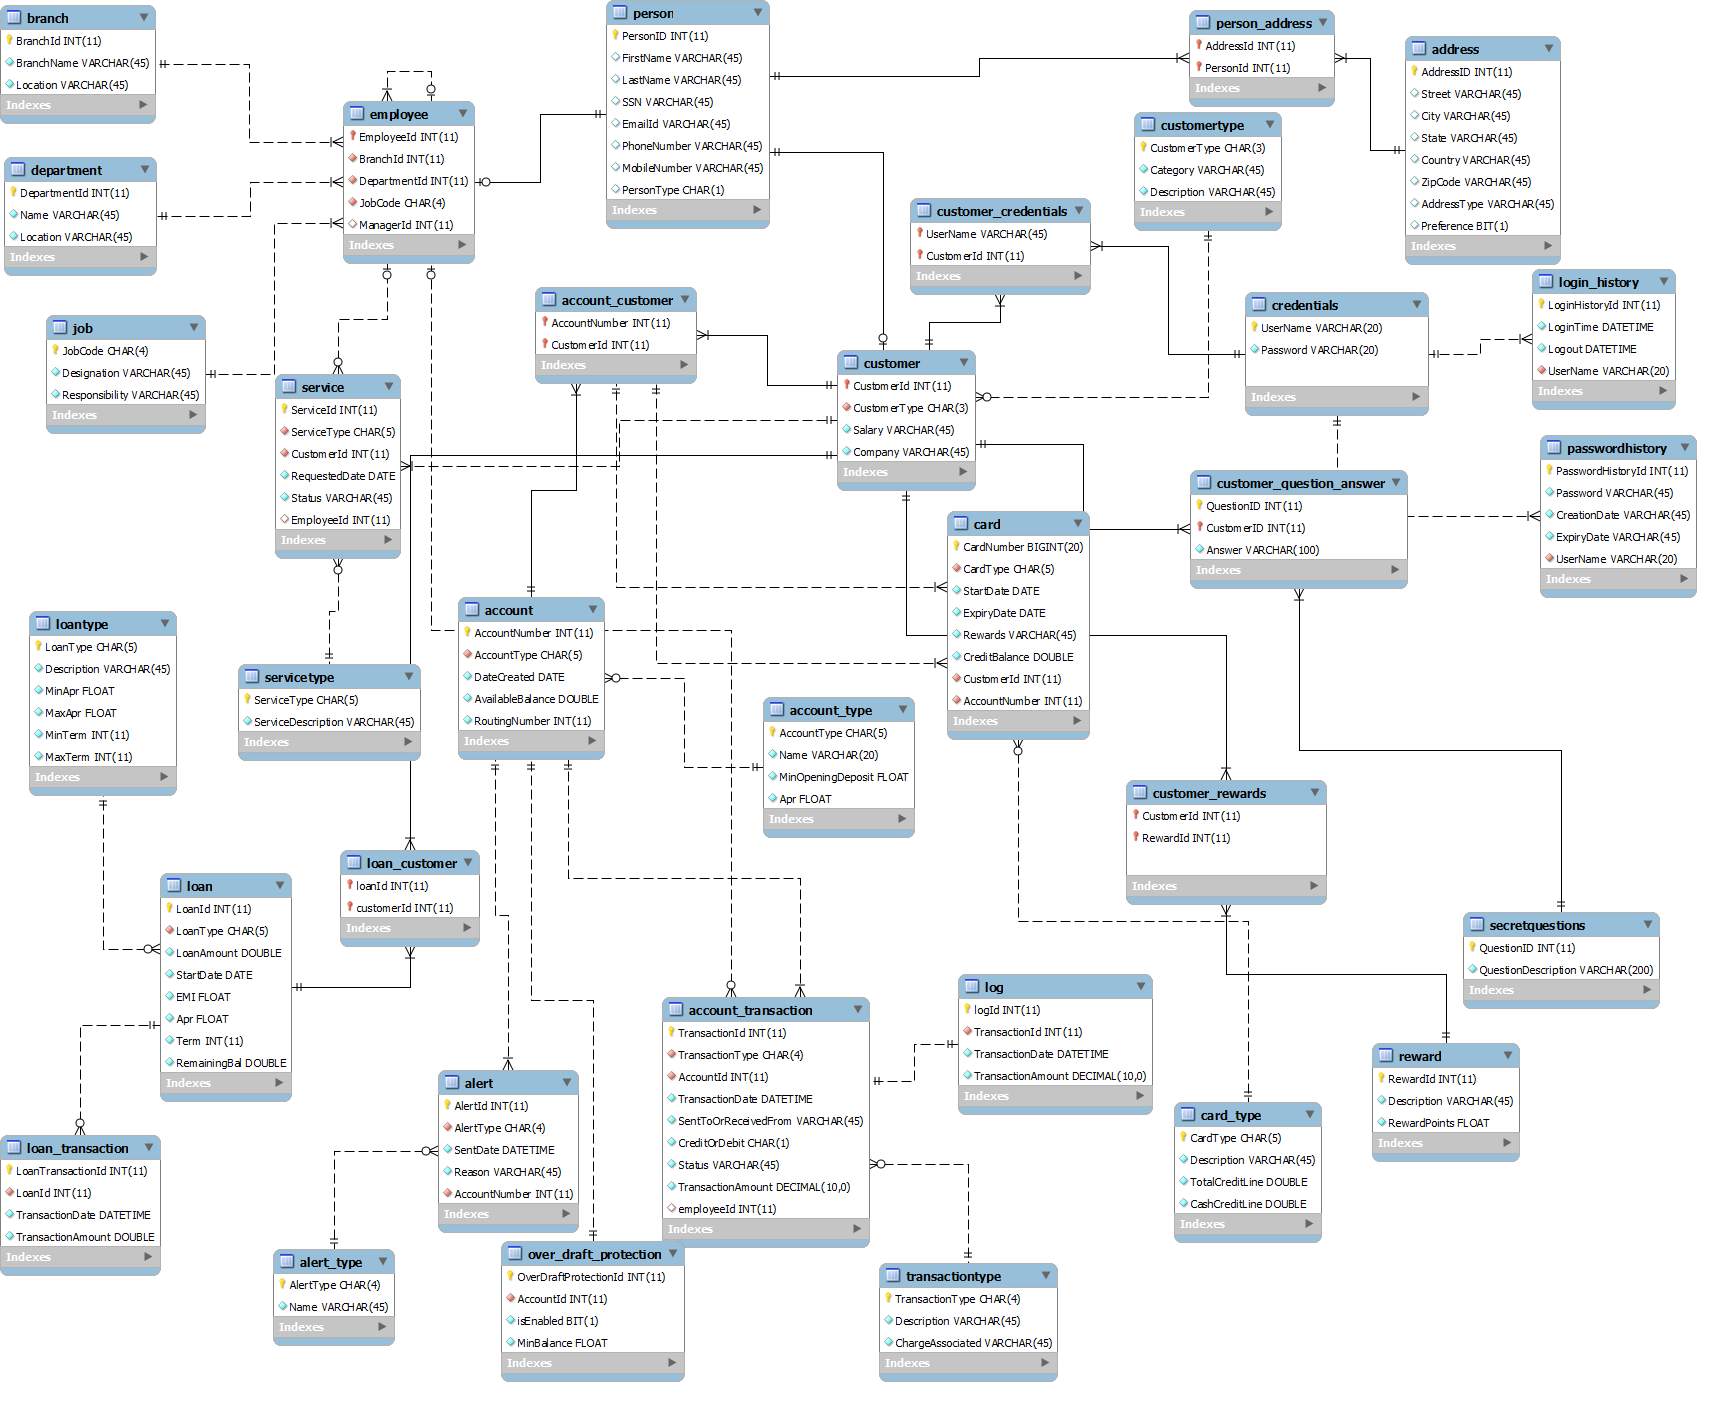 branch
BranchId INT(11)
BranchName VARCHAR(45)
Location VARCHAR(45)
Indexes
department
DepartmentId INT(11)
Name VARCHAR(45)
Location VARCHAR(45)
Indexes
job
JobCode CHAR(4)
Designation VARCHAR(45)
Responsibility VARCHAR(45)
Indexes
employee
EmployeeId INT(11)
BranchId INT(11)
DepartmentId INT(11)
JobCode CHAR(4)
ManagerId INT(11)
Indexes
person
PersonID INT(11)
FirstName VARCHAR(45)
LastName VARCHAR(45)
SSN VARCHAR(45)
EmailId VARCHAR(45)
PhoneNumber VARCHAR(45)
MobileNumber VARCHAR(45)
PersonType CHAR(1)
Indexes
person_address
AddressId INT(11)
PersonId INT(11)
Indexes
address
AddressID INT(11)
Street VARCHAR(45)
City VARCHAR(45)
State VARCHAR(45)
Country VARCHAR(45)
ZipCode VARCHAR(45)
AddressType VARCHAR(45)
Preference BIT(1)
Indexes
customertype
CustomerType CHAR(3)
Category VARCHAR(45)
Description VARCHAR(45)
Indexes
customer_credentials
UserName VARCHAR(45)
CustomerId INT(11)
Indexes
credentials
UserName VARCHAR(20)
Password VARCHAR(20)
Indexes
login_history
LoginHistoryId INT(11)
LoginTime DATETIME
Logout DATETIME
UserName VARCHAR(20)
Indexes
account_customer
AccountNumber INT(11)
CustomerId INT(11)
Indexes
customer
CustomerId INT(11)
CustomerType CHAR(3)
Salary VARCHAR(45)
Company VARCHAR(45)
Indexes
service
ServiceId INT(11)
ServiceType CHAR(5)
CustomerId INT(11)
RequestedDate DATE
Status VARCHAR(45)
EmployeeId INT(11)
Indexes
passwordhistory
PasswordHistoryId INT(11)
Password VARCHAR(45)
CreationDate VARCHAR(45)
ExpiryDate VARCHAR(45)
UserName VARCHAR(20)
Indexes
customer_question_answer
QuestionID INT(11)
CustomerID INT(11)
Answer VARCHAR(100)
Indexes
card
CardNumber BIGINT(20)
CardType CHAR(5)
StartDate DATE
ExpiryDate DATE
Rewards VARCHAR(45)
CreditBalance DOUBLE
CustomerId INT(11)
AccountNumber INT(11)
Indexes
loantype
LoanType CHAR(5)
Description VARCHAR(45)
MinApr FLOAT
MaxApr FLOAT
MinTerm INT(11)
MaxTerm INT(11)
Indexes
servicetype
ServiceType CHAR(5)
ServiceDescription VARCHAR(45)
Indexes
account
AccountNumber INT(11)
AccountType CHAR(5)
DateCreated DATE
AvailableBalance DOUBLE
RoutingNumber INT(11)
Indexes
account_type
AccountType CHAR(5)
Name VARCHAR(20)
MinOpeningDeposit FLOAT
Apr FLOAT
Indexes
customer_rewards
CustomerId INT(11)
RewardId INT(11)
Indexes
loan_customer
loanId INT(11)
customerId INT(11)
Indexes
loan
LoanId INT(11)
LoanType CHAR(5)
LoanAmount DOUBLE
StartDate DATE
EMI FLOAT
Apr FLOAT
Term INT(11)
RemainingBal DOUBLE
Indexes
secretquestions
QuestionID INT(11)
QuestionDescription VARCHAR(200)
Indexes
log
logId INT(11)
TransactionId INT(11)
TransactionDate DATETIME
TransactionAmount DECIMAL(10,0)
Indexes
account_transaction
TransactionId INT(11)
TransactionType CHAR(4)
AccountId INT(11)
TransactionDate DATETIME
SentToOrReceivedFrom VARCHAR(45)
CreditOrDebit CHAR(1)
Status VARCHAR(45)
TransactionAmount DECIMAL(10,0)
employeeId INT(11)
Indexes
reward
RewardId INT(11)
Description VARCHAR(45)
RewardPoints FLOAT
Indexes
alert
AlertId INT(11)
AlertType CHAR(4)
SentDate DATETIME
Reason VARCHAR(45)
AccountNumber INT(11)
Indexes
card_type
CardType CHAR(5)
Description VARCHAR(45)
TotalCreditLine DOUBLE
CashCreditLine DOUBLE
Indexes
loan_transaction
LoanTransactionId INT(11)
LoanId INT(11)
TransactionDate DATETIME
TransactionAmount DOUBLE
Indexes
alert_type
AlertType CHAR(4)
Name VARCHAR(45)
Indexes
over_draft_protection
OverDraftProtectionId INT(11)
AccountId INT(11)
isEnabled BIT(1)
MinBalance FLOAT
Indexes
transactiontype
TransactionType CHAR(4)
Description VARCHAR(45)
ChargeAssociated VARCHAR(45)
Indexes